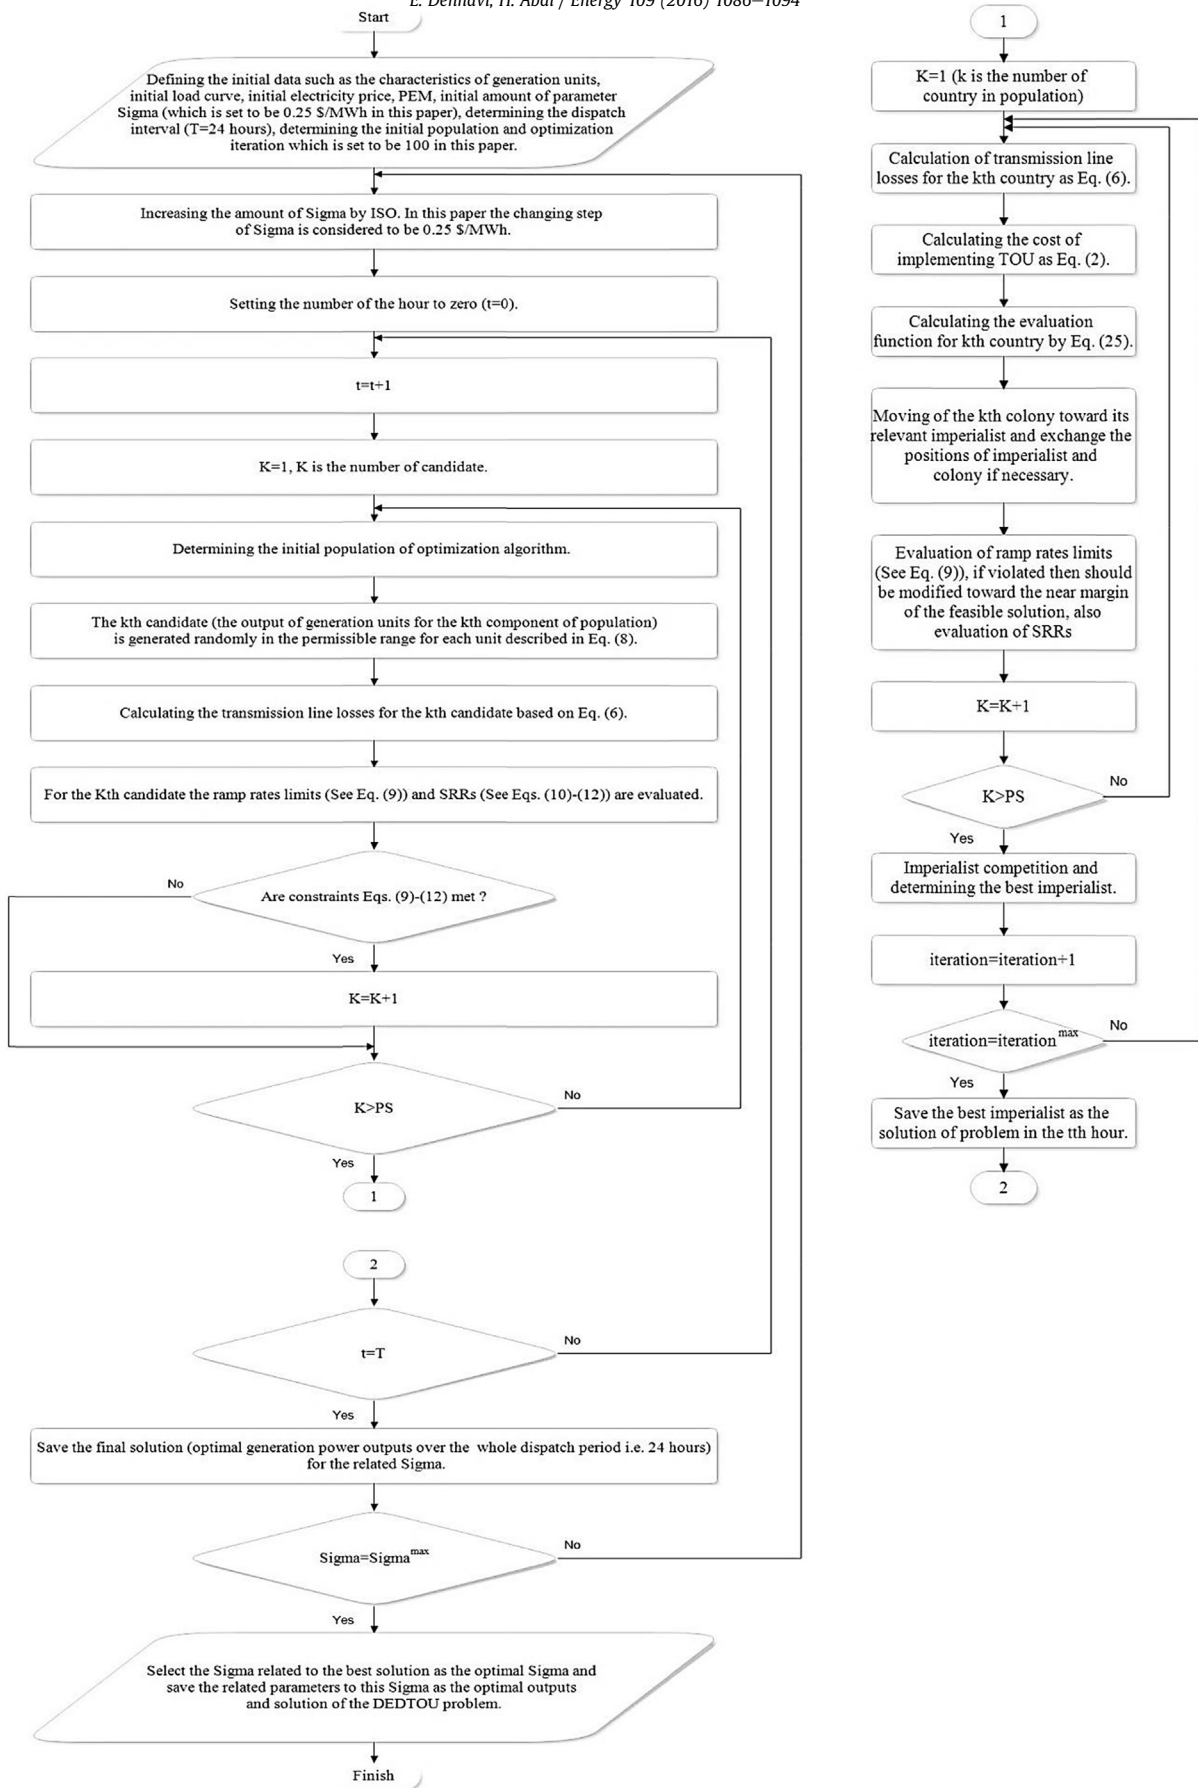 E. Dehnavi, H. Abdi / Energy 109 (2016) 1086–1094
Start
Defining the initial data such as the characteristics of generation units,
initial load curve, initial electricity price, PEM, initial amount of parameter
Sigma (which is set to be 0.25 $/MWh in this paper), determining the dispatch
interval (T=24 hours), determining the initial population and optimization
iteration which is set to be 100 in this paper.
Increasing the amount of Sigma by ISO. In this paper the changing step
of Sigma is considered to be 0.25 $/MWh.
Setting the number of the hour to zero (t=0).
t=t+1
K=1, K is the number of candidate.
Determining the initial population of optimization algorithm.
The kth candidate (the output of generation units for the kth component of population)
is generated randomly in the permissible range for each unit described in Eq. (8).
Calculating the transmission line losses for the kth candidate based on Eq. (6).
For the Kth candidate the ramp rates limits (See Eq. (9)) and SRRs (See Eqs. (10)-(12)) are evaluated.
No
Are constraints Eqs. (9)-(12) met ?
Yes
K=K+1
K>PS
No
Yes
1
2
t=T
No
Yes
Save the final solution (optimal generation power outputs over the whole dispatch period i.e. 24 hours)
for the related Sigma.
Sigma=Sigma^max
No
Yes
Select the Sigma related to the best solution as the optimal Sigma and
save the related parameters to this Sigma as the optimal outputs
and solution of the DEDTOU problem.
Finish
1
K=1 (k is the number of
country in population)
Calculation of transmission line
losses for the kth country as Eq. (6).
Calculating the cost of
implementing TOU as Eq. (2).
Calculating the evaluation
function for kth country by Eq. (25).
Moving of the kth colony toward its
relevant imperialist and exchange the
positions of imperialist and
colony if necessary.
Evaluation of ramp rates limits
(See Eq. (9)), if violated then should
be modified toward the near margin
of the feasible solution, also
evaluation of SRRs
K=K+1
K>PS
No
Yes
Imperialist competition and
determining the best imperialist.
iteration=iteration+1
iteration=iteration^max
No
Yes
Save the best imperialist as the
solution of problem in the tth hour.
2